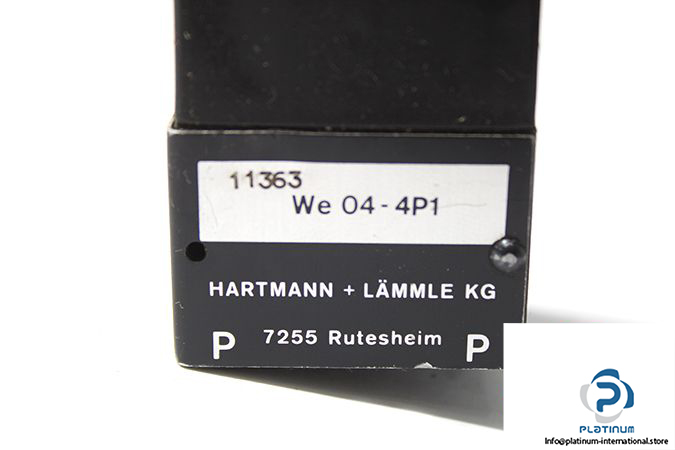 11363
We 04-4P1
HARTMANN + LÄMMLE KG
P 7255 Rutesheim P
PLATINUM
info@platinum-international.store